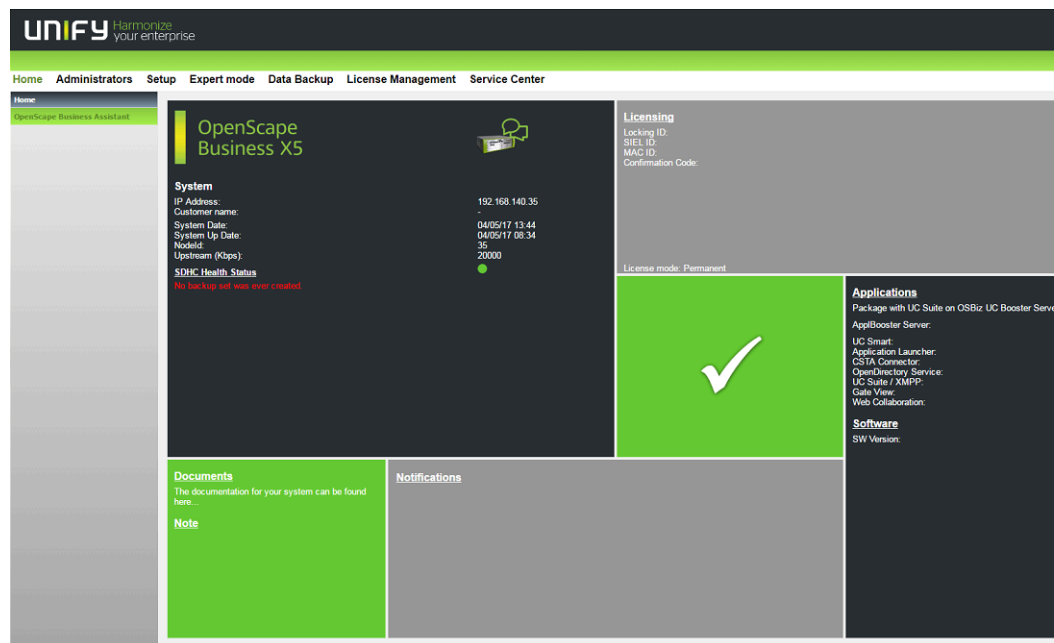 UNIFY Harmonize
your enterprise
Home Administrators Setup Expert mode Data Backup License Management Service Center
Home
OpenScape Business Assistant
OpenScape
Business X5
System
IP Address: 192.168.140.35
Customer name: -
System Date: 04/05/17 13:44
System Up Date: 04/05/17 08:34
NodeId: 35
Upstream (Kbps): 20000
SDHC Health Status
No backup set was ever created.
Licensing
Locking ID:
SIEL ID:
MAC ID:
Confirmation Code:
License mode: Permanent
Applications
Package with UC Suite on OSBiz UC Booster Serve
ApplBooster Server:
UC Smart:
Application Launcher:
CSTA Connector:
OpenDirectory Service:
UC Suite / XMPP:
Gate View:
Web Collaboration:
Software
SW Version:
Documents
The documentation for your system can be found
here...
Note
Notifications